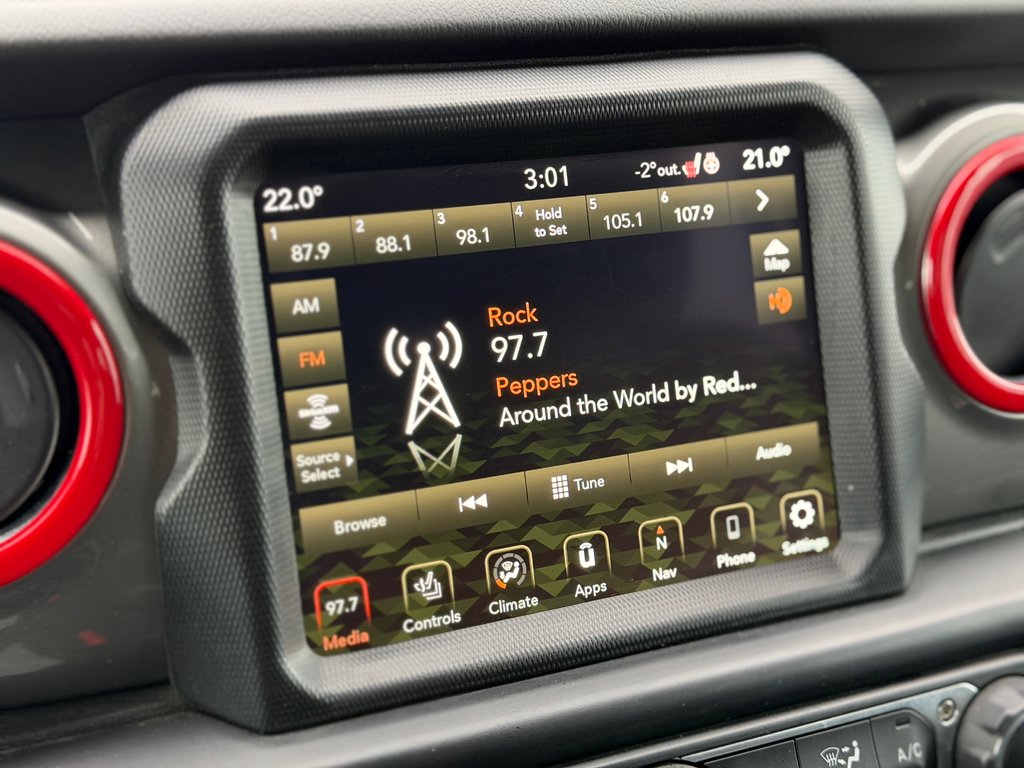 22.0°
3:01
-2°out.
21.0°
1 87.9
2 88.1
3 98.1
4 Hold
to Set
5 105.1
6 107.9
Map
AM
FM
SiriusXM
Source
Select
Rock
97.7
Peppers
Around the World by Red...
Browse
Tune
Audio
97.7
Media
Controls
Climate
Apps
N
Nav
Phone
Settings
A/C